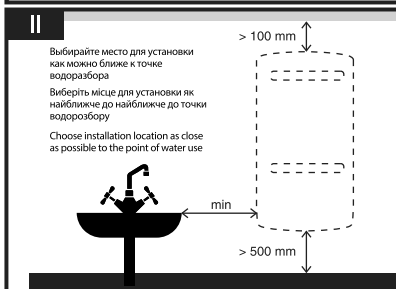 II
> 100 mm
Выбирайте место для установки
как можно ближе к точке
водоразбора
Виберіть місце для установки як
найближче до найближче до точки
водорозбору
Choose installation location as close
as possible to the point of water use
min
> 500 mm